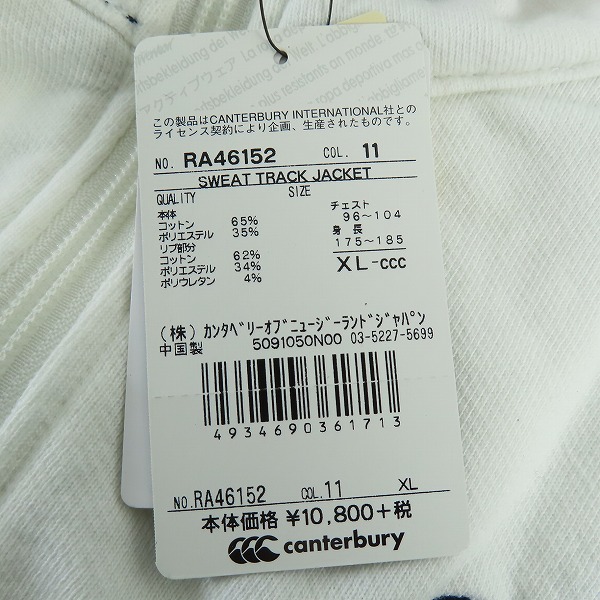 この製品はCANTERBURY INTERNATIONAL社との
ライセンス契約により企画、生産されたものです。
NO. RA46152 COL. 11
SWEAT TRACK JACKET
QUALITY SIZE
本体
コットン 65%
ポリエステル 35%
リブ部分
コットン 62%
ポリエステル 34%
ポリウレタン 4%
チェスト
96~104
身長
175~185
XL-ccc
(株)カンタベリーオブニュージーランドジャパン
中国製 5091050N00 03-5227-5699
4934690361713
NO.RA46152 COL.11 XL
本体価格 ¥10,800+税
canterbury